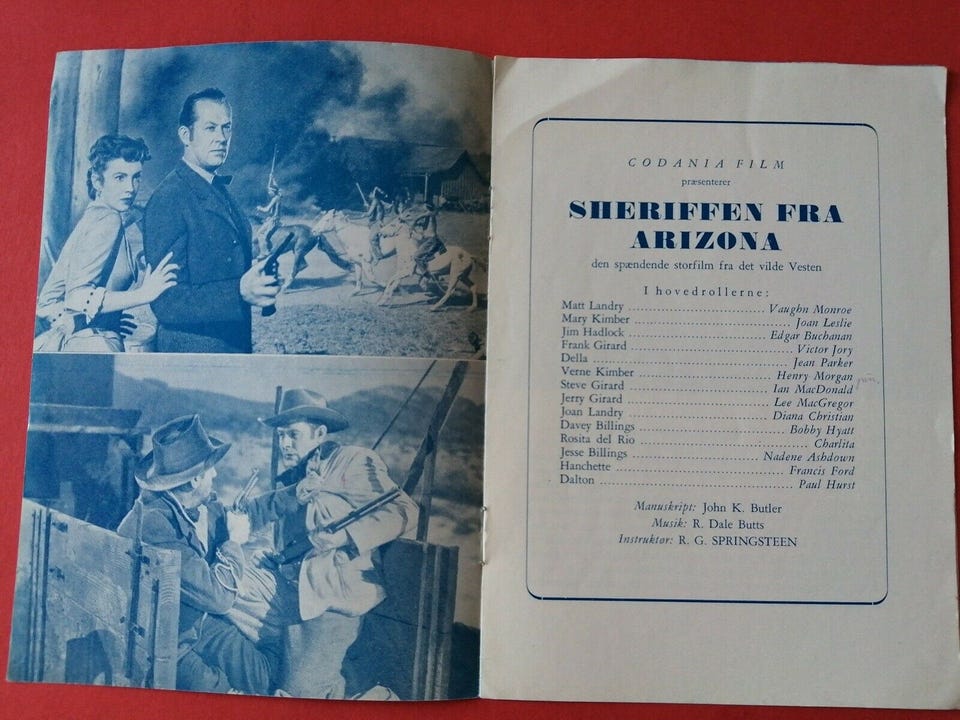 CODANIA FILM
præsenterer
SHERIFFEN FRA
ARIZONA
den spændende storfilm fra det vilde Vesten
I hovedrollerne:
Matt Landry ........ Vaughn Monroe
Mary Kimber ........ Joan Leslie
Jim Hadlock ........ Edgar Buchanan
Frank Girard ........ Victor Jory
Della ........ Jean Parker
Verne Kimber ........ Henry Morgan
Steve Girard ........ Ian MacDonald
Jerry Girard ........ Lee MacGregor
Joan Landry ........ Diana Christian
Davey Billings ........ Bobby Hyatt
Rosita del Rio ........ Charlita
Jesse Billings ........ Nadene Ashdown
Hanchette ........ Francis Ford
Dalton ........ Paul Hurst
Manuskript: John K. Butler
Musik: R. Dale Butts
Instruktør: R. G. SPRINGSTEEN